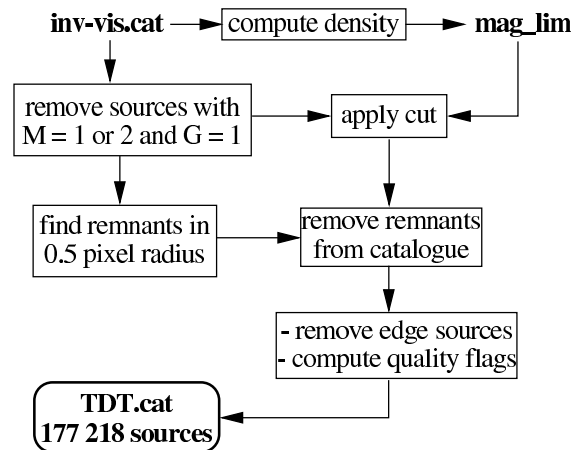 inv-vis.cat
compute density
mag_lim
remove sources with
M = 1 or 2 and G = 1
apply cut
find remnants in
0.5 pixel radius
remove remnants
from catalogue
- remove edge sources
- compute quality flags
TDT.cat
177 218 sources